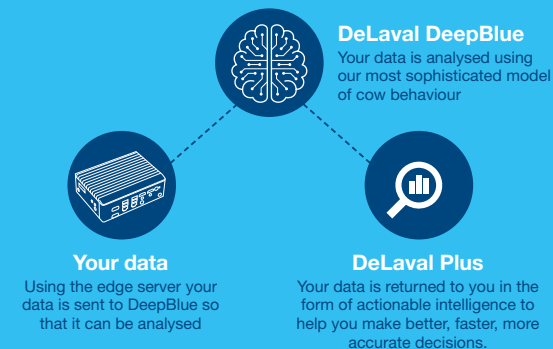 DeLaval DeepBlue
Your data is analysed using
our most sophisticated model
of cow behaviour
Your data
Using the edge server your
data is sent to DeepBlue so
that it can be analysed
DeLaval Plus
Your data is returned to you in the
form of actionable intelligence to
help you make better, faster, more
accurate decisions.